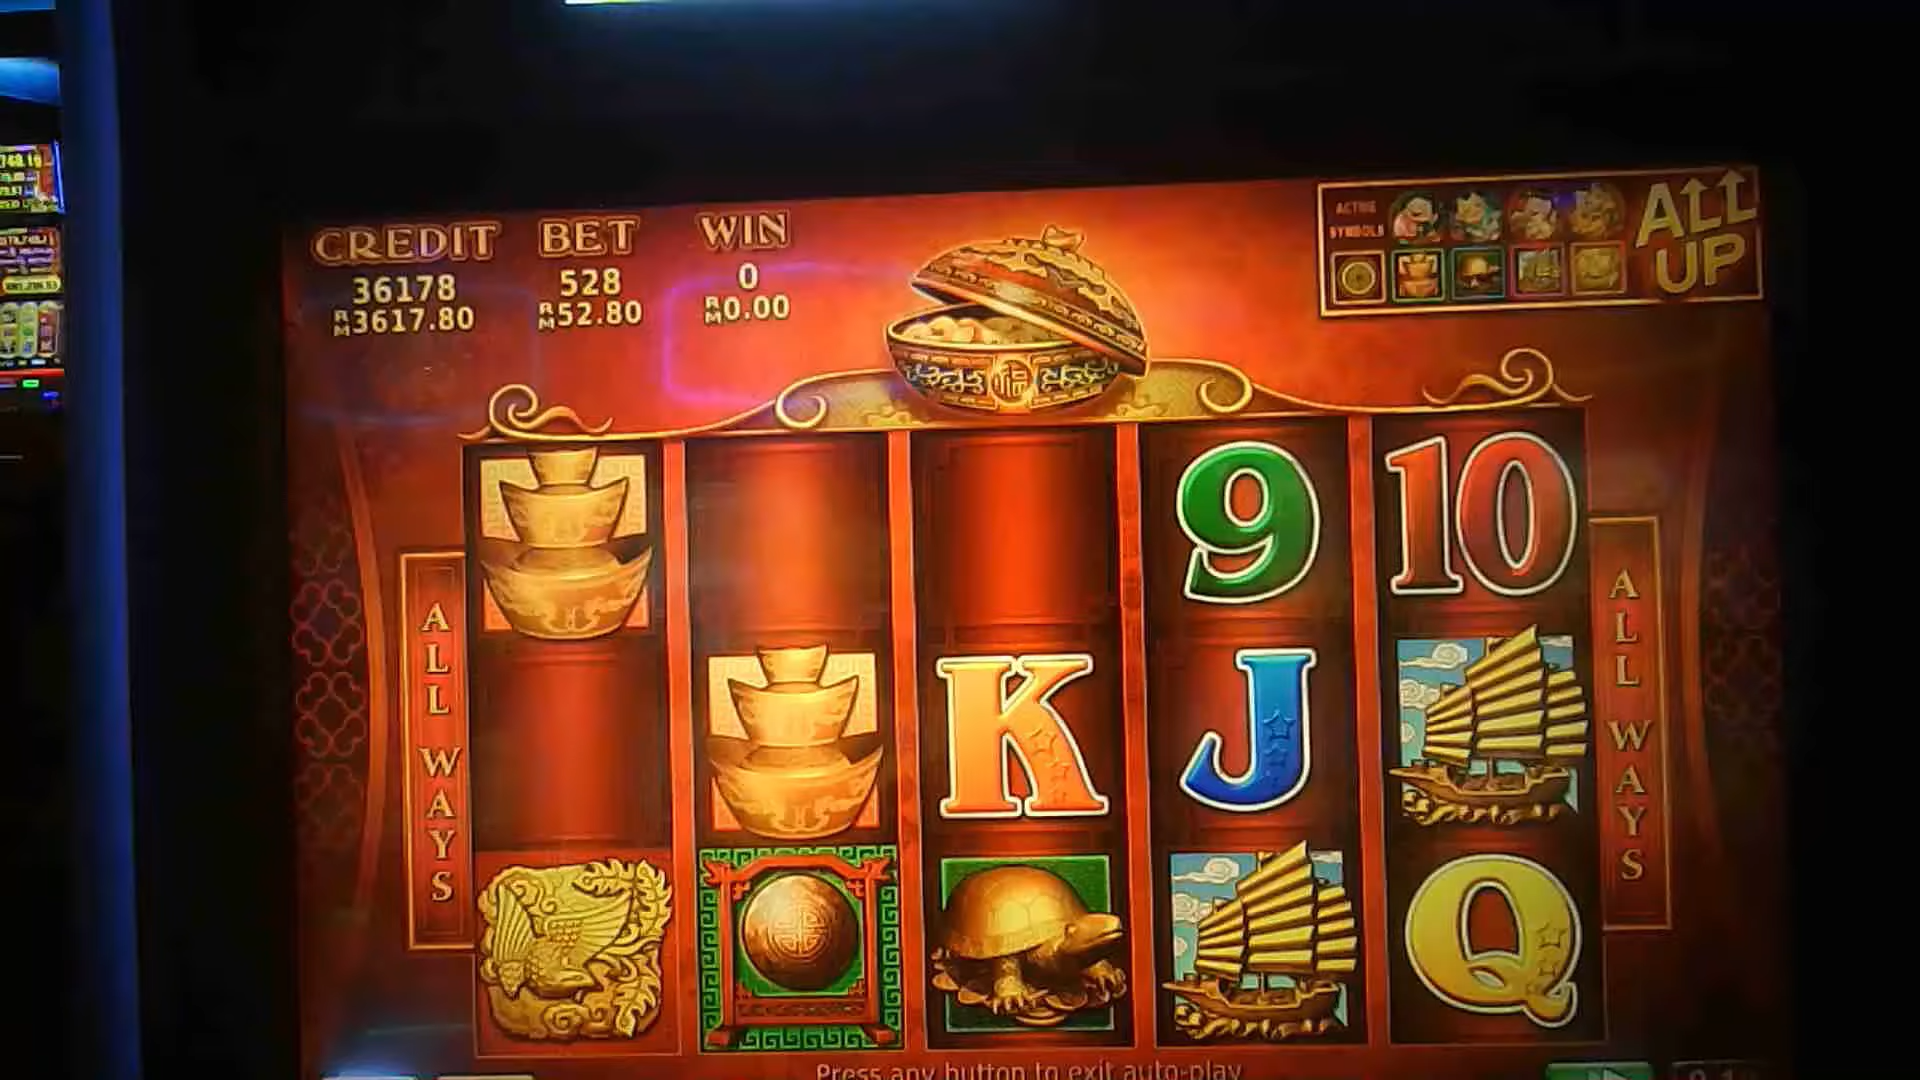 CREDIT BET WIN
36178 528 0
RM3617.80 RM52.80 RM0.00
ACTIVE
SYMBOLS
ALL
UP
福
9 10
K J
Q
ALL WAYS
ALL WAYS
Press any button to exit auto-play